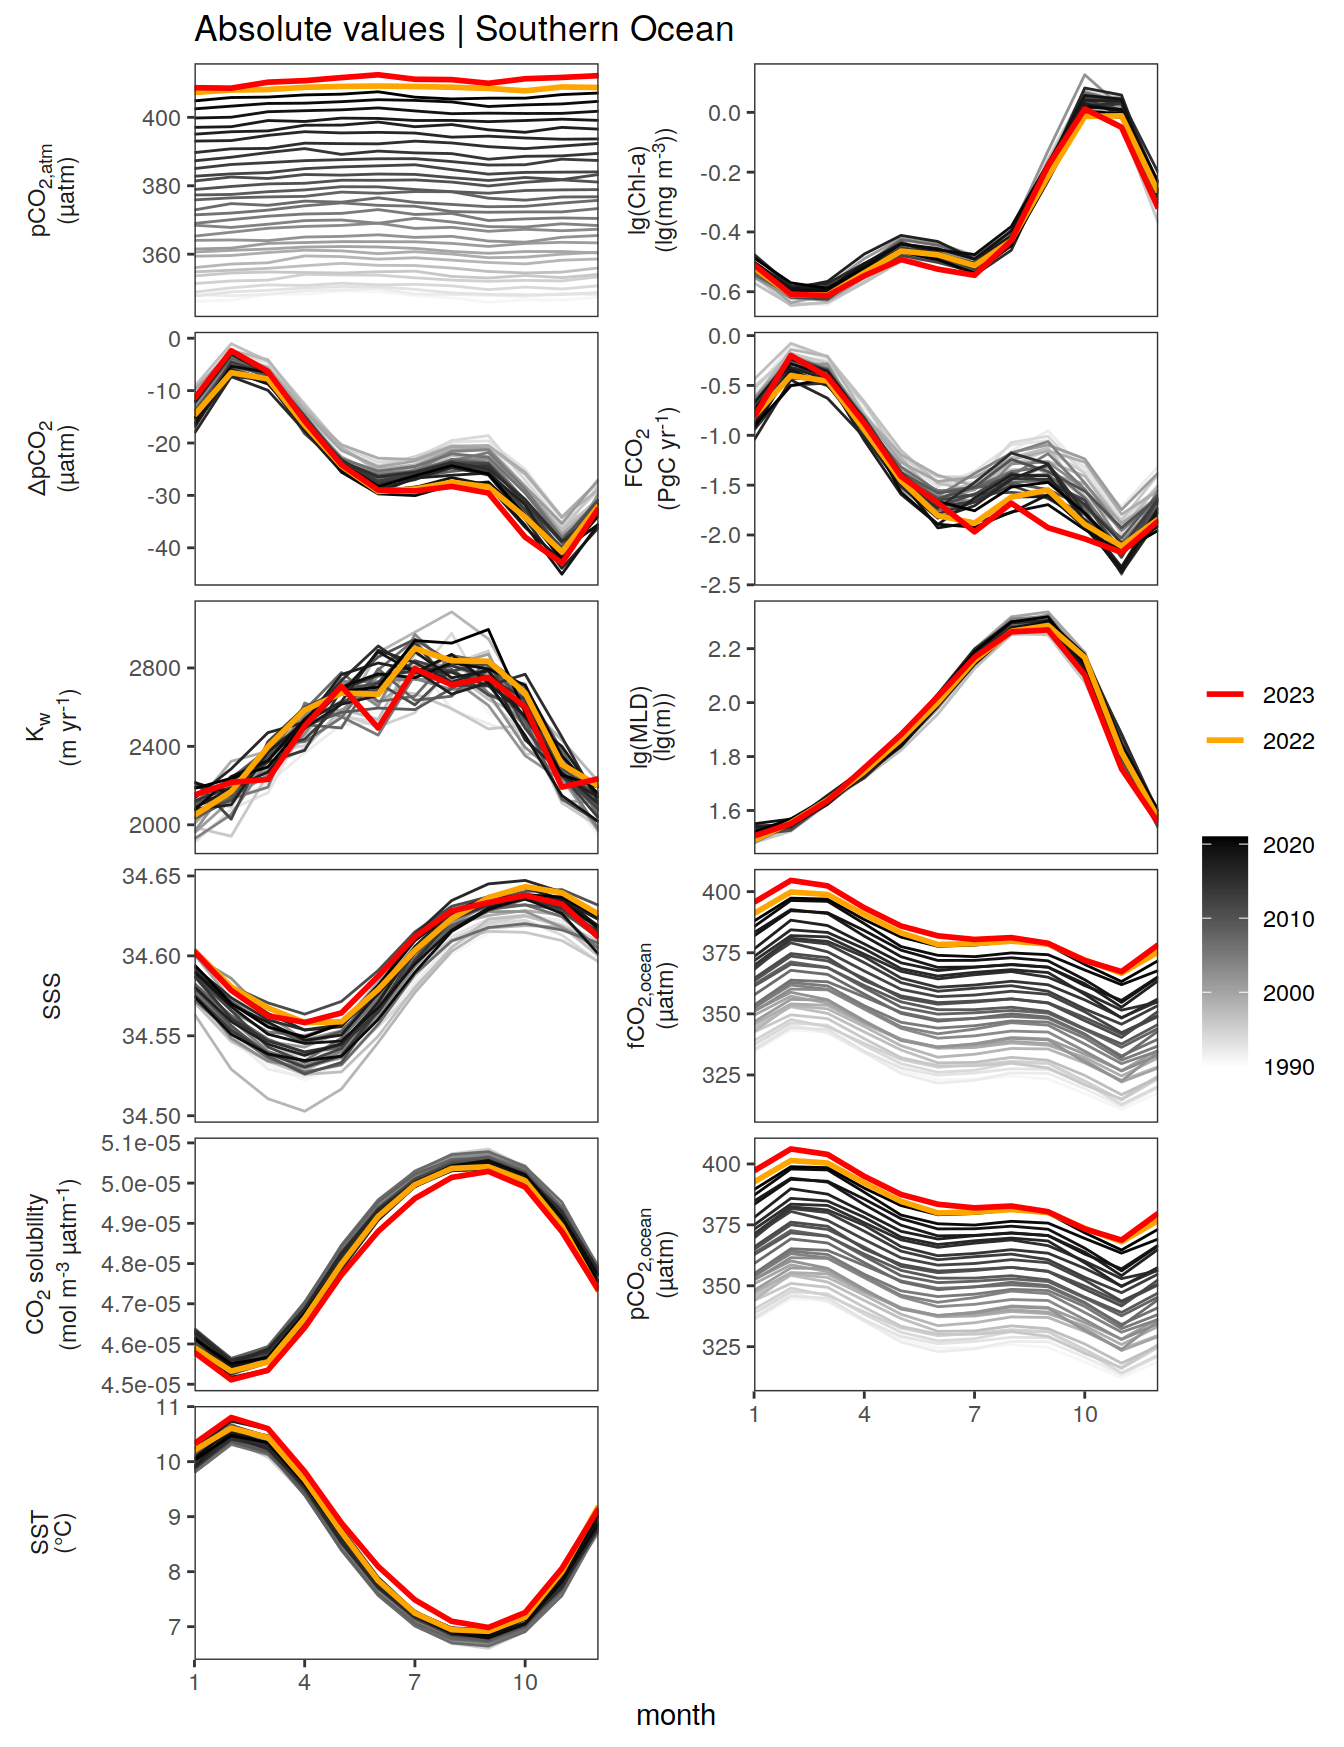 Absolute values | Southern Ocean
pCO2,atm
(µatm)
400
380
360
lg(Chl-a)
(lg(mg m-3))
0.0
-0.2
-0.4
-0.6
ΔpCO2
(µatm)
0
-10
-20
-30
-40
FCO2
(PgC yr-1)
0.0
-0.5
-1.0
-1.5
-2.0
-2.5
Kw
(m yr-1)
2800
2400
2000
lg(MLD)
(lg(m))
2.2
2.0
1.8
1.6
SSS
34.65
34.60
34.55
34.50
fCO2,ocean
(µatm)
400
375
350
325
CO2 solubility
(mol m-3 µatm-1)
5.1e-05
5.0e-05
4.9e-05
4.8e-05
4.7e-05
4.6e-05
4.5e-05
pCO2,ocean
(µatm)
400
375
350
325
1 4 7 10
SST
(°C)
11
10
9
8
7
1 4 7 10
month
2023
2022
2020
2010
2000
1990